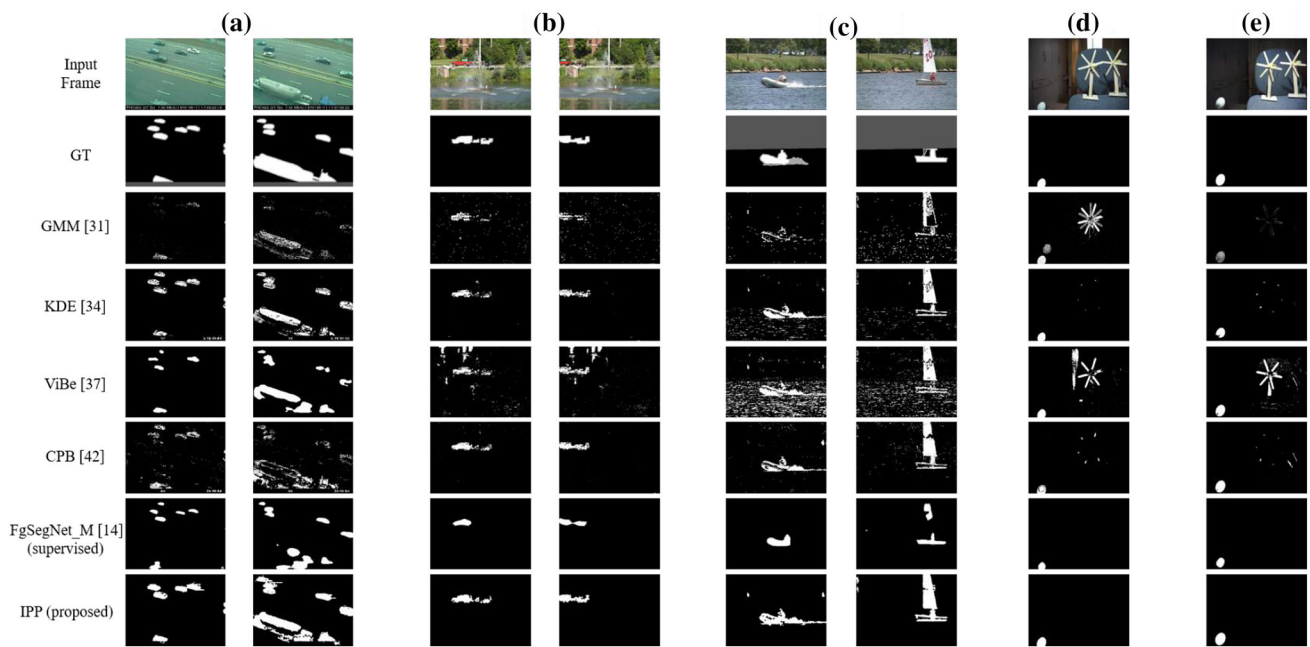 (a) (b) (c) (d) (e)
Input
Frame
GT
GMM [31]
KDE [34]
ViBe [37]
CPB [42]
FgSegNet_M [14]
(supervised)
IPP (proposed)